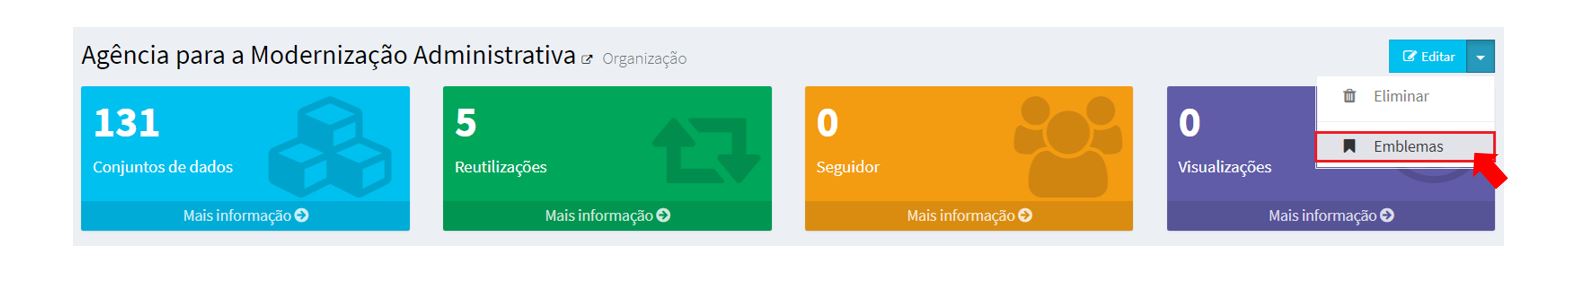 Agência para a Modernização Administrativa Organização
Editar
Eliminar
Emblemas
131
Conjuntos de dados
Mais informação
5
Reutilizações
Mais informação
0
Seguidor
Mais informação
0
Visualizações
Mais informação